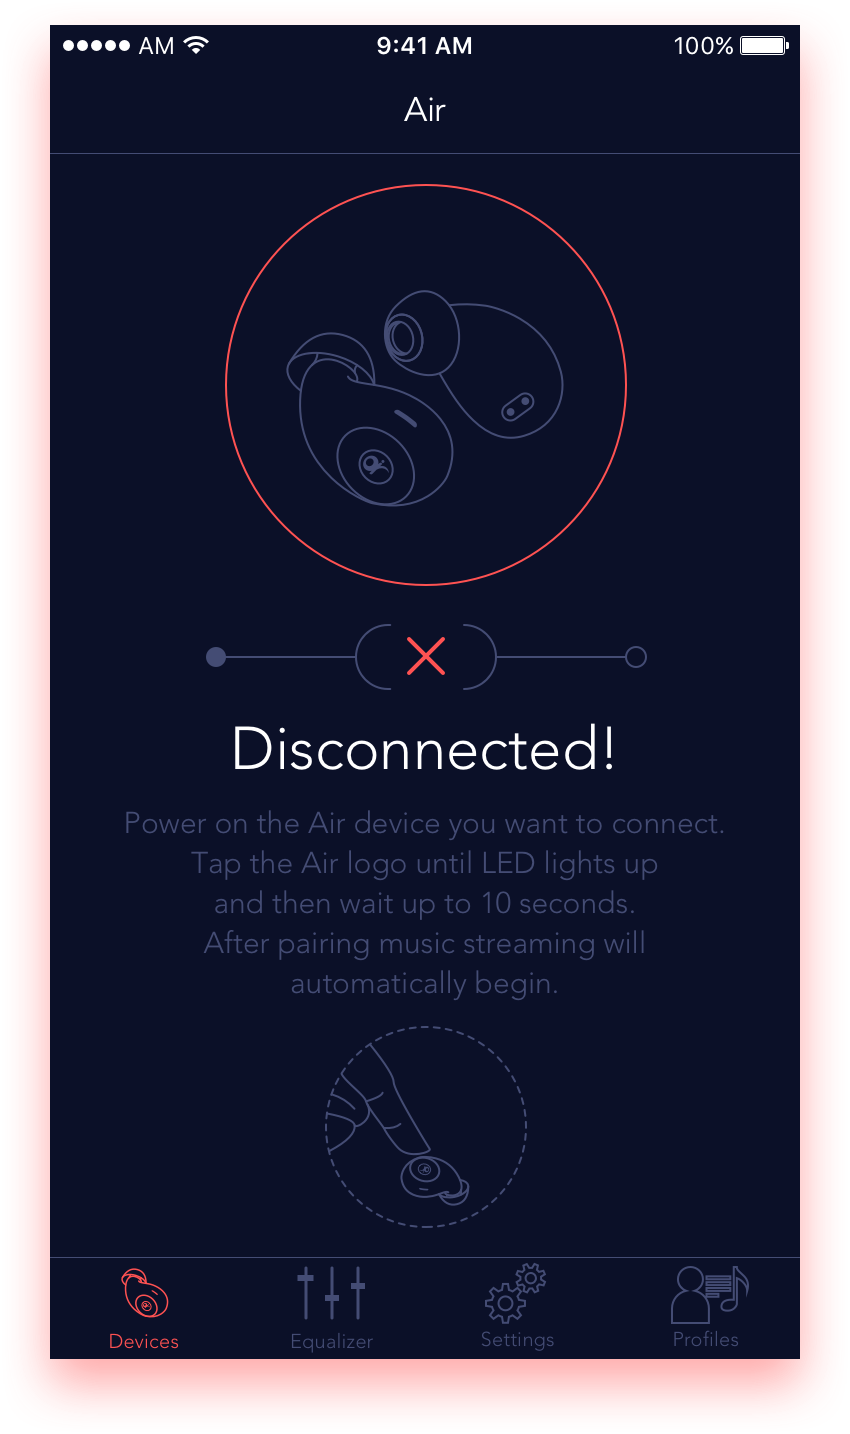 AM 9:41 AM 100%
Air
Disconnected!
Power on the Air device you want to connect.
Tap the Air logo until LED lights up
and then wait up to 10 seconds.
After pairing music streaming will
automatically begin.
Devices Equalizer Settings Profiles